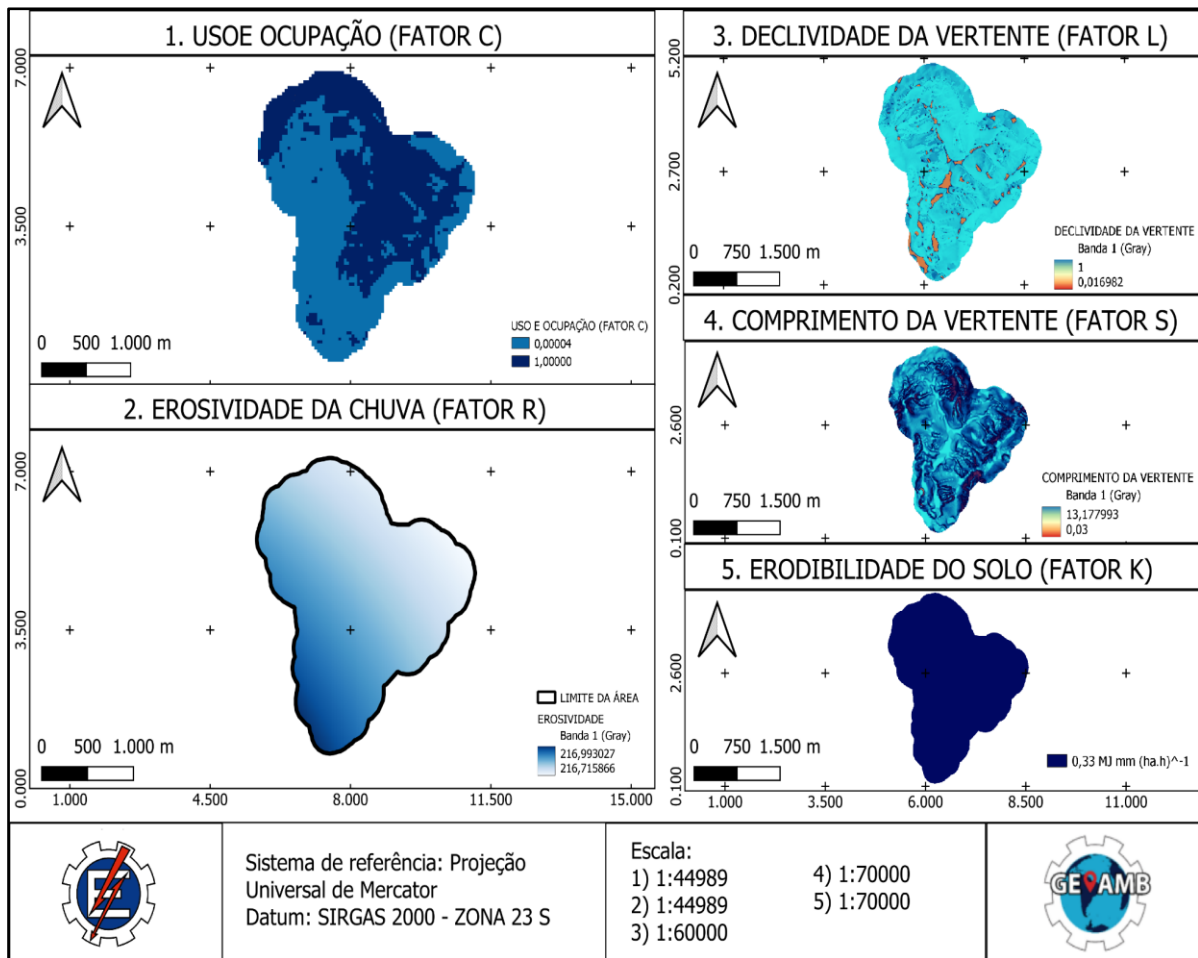 1. USOE OCUPAÇÃO (FATOR C)
7.000
3.500
0 500 1.000 m
USO E OCUPAÇÃO (FATOR C)
0,00004
1,00000
2. EROSIVIDADE DA CHUVA (FATOR R)
7.000
3.500
0.000
0 500 1.000 m
LIMITE DA ÁREA
EROSIVIDADE
Banda 1 (Gray)
216,993027
216,715866
1.000 4.500 8.000 11.500 15.000
3. DECLIVIDADE DA VERTENTE (FATOR L)
5.200
2.700
0.200
0 750 1.500 m
DECLIVIDADE DA VERTENTE
Banda 1 (Gray)
1
0,016982
4. COMPRIMENTO DA VERTENTE (FATOR S)
2.600
0.100
0 750 1.500 m
COMPRIMENTO DA VERTENTE
Banda 1 (Gray)
13,177993
0,03
5. ERODIBILIDADE DO SOLO (FATOR K)
2.600
0.100
0 750 1.500 m
0,33 MJ mm (ha.h)^-1
1.000 3.500 6.000 8.500 11.000
E
Sistema de referência: Projeção
Universal de Mercator
Datum: SIRGAS 2000 - ZONA 23 S
Escala:
1) 1:44989
2) 1:44989
3) 1:60000
4) 1:70000
5) 1:70000
GEOAMB